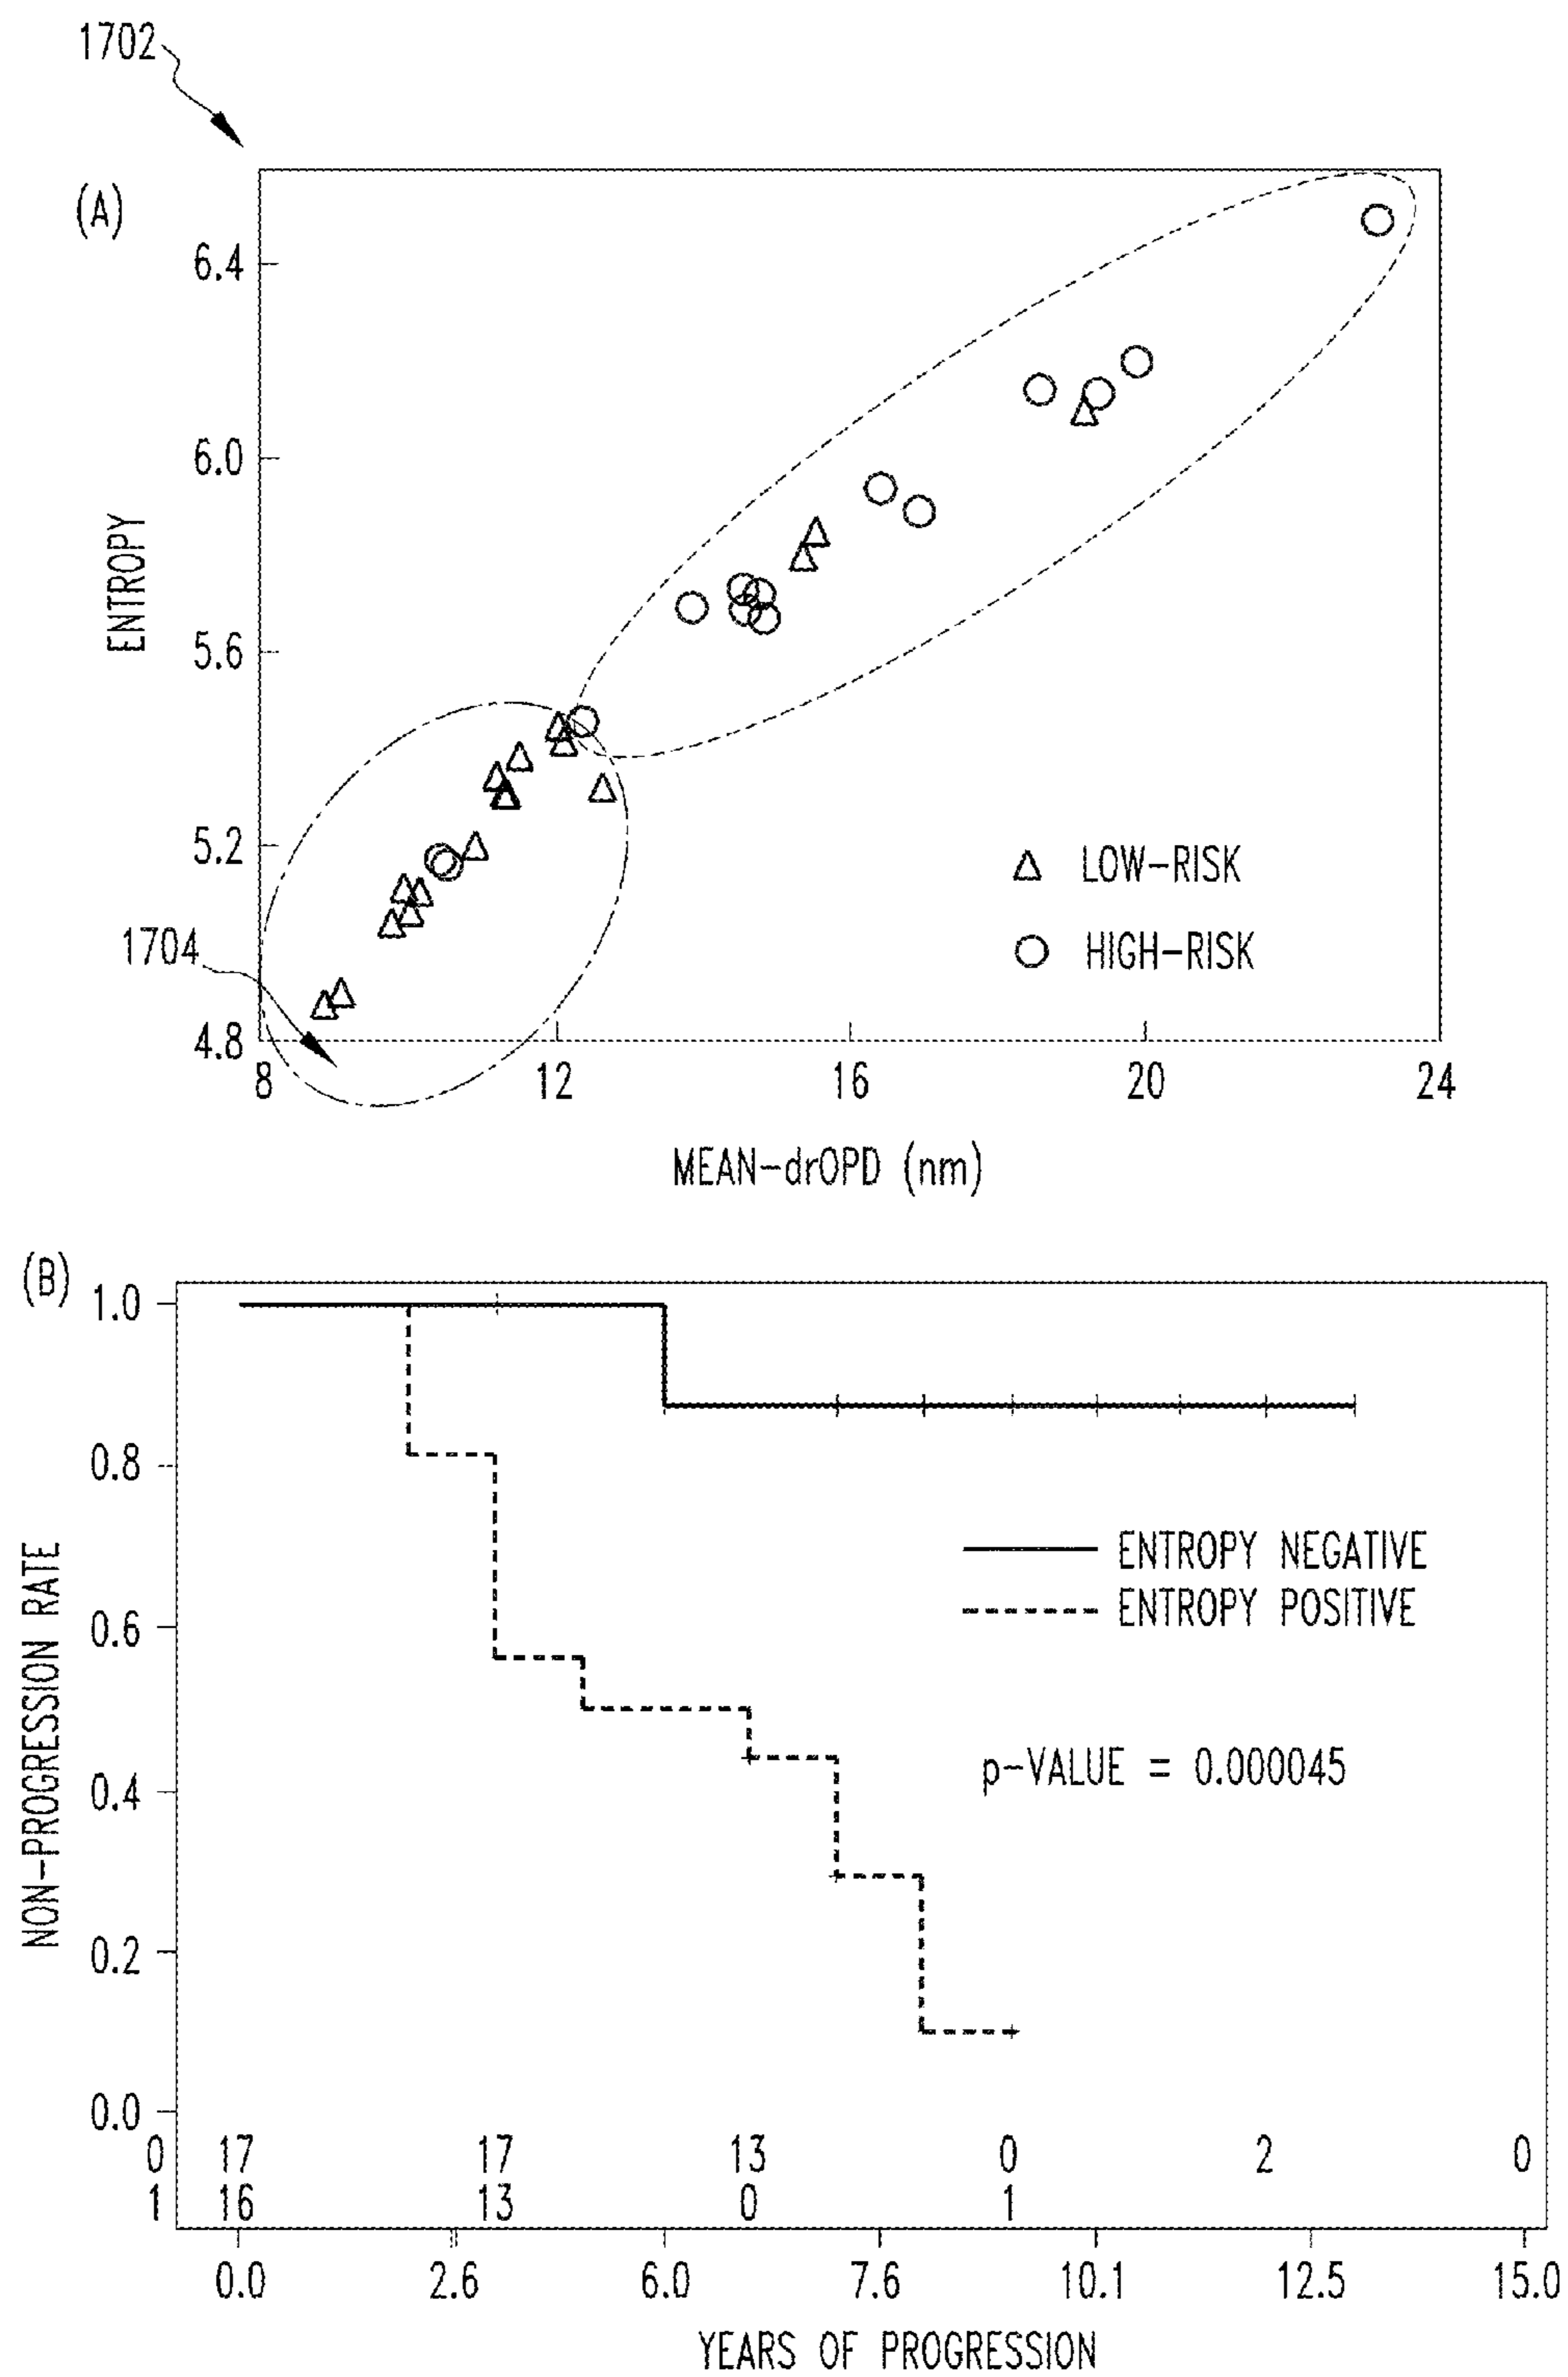 1702
(A)
6.4
6.0
5.6
5.2
4.8
ENTROPY
LOW-RISK
HIGH-RISK
1704
8 12 16 20 24
MEAN-drOPD (nm)
(B)
1.0
0.8
0.6
0.4
0.2
0.0
NON-PROGRESSION RATE
ENTROPY NEGATIVE
ENTROPY POSITIVE
p-VALUE = 0.000045
0 17 17 13 0 2 0
1 16 13 0 1
0.0 2.6 6.0 7.6 10.1 12.5 15.0
YEARS OF PROGRESSION